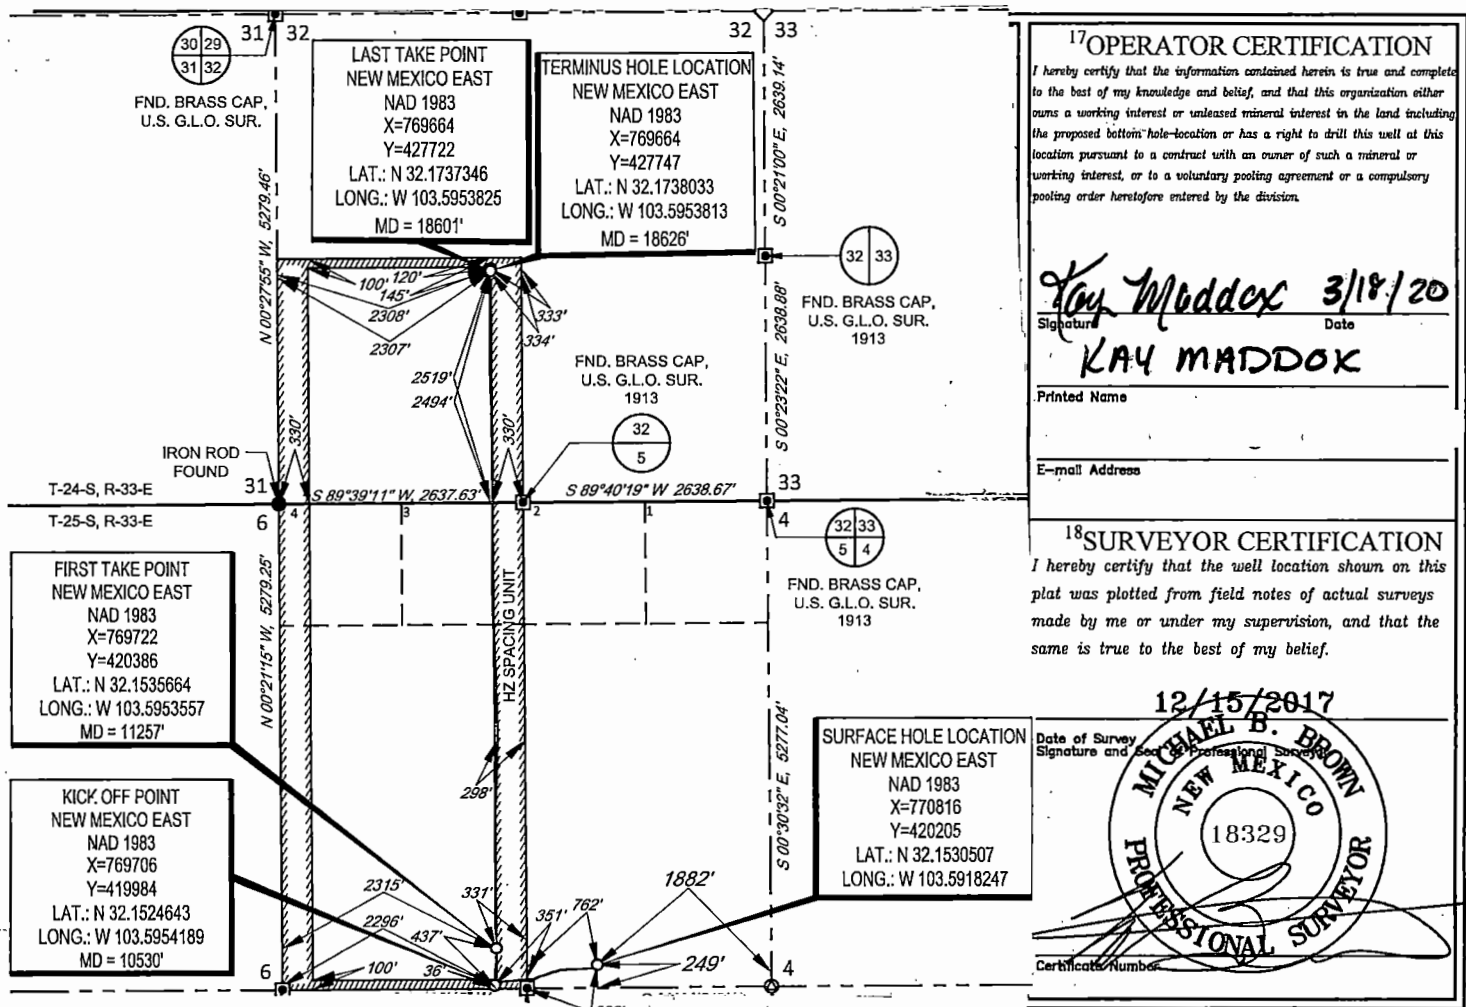 31 32
32 33
30 29
31 32
FND. BRASS CAP,
U.S. G.L.O. SUR.
LAST TAKE POINT
NEW MEXICO EAST
NAD 1983
X=769664
Y=427722
LAT.: N 32.1737346
LONG.: W 103.5953825
MD = 18601'
TERMINUS HOLE LOCATION
NEW MEXICO EAST
NAD 1983
X=769664
Y=427747
LAT.: N 32.1738033
LONG.: W 103.5953813
MD = 18626'
S 00°21'00" E, 2639.14'
N 00°27'55" W, 5279.46'
32 33
FND. BRASS CAP,
U.S. G.L.O. SUR.
1913
S 00°23'22" E, 2638.88'
100'
120'
145'
2308'
2307'
333'
334'
2519'
2494'
330'
330'
FND. BRASS CAP,
U.S. G.L.O. SUR.
1913
32
5
IRON ROD
FOUND
T-24-S, R-33-E
T-25-S, R-33-E
31
6
4
S 89°39'11" W, 2637.63'
3
2
S 89°40'19" W 2638.67'
1
33
4
32 33
5 4
FND. BRASS CAP,
U.S. G.L.O. SUR.
1913
N 00°21'15" W, 5279.25'
HZ SPACING UNIT
298'
S 00°30'32" E, 5277.04'
FIRST TAKE POINT
NEW MEXICO EAST
NAD 1983
X=769722
Y=420386
LAT.: N 32.1535664
LONG.: W 103.5953557
MD = 11257'
KICK OFF POINT
NEW MEXICO EAST
NAD 1983
X=769706
Y=419984
LAT.: N 32.1524643
LONG.: W 103.5954189
MD = 10530'
SURFACE HOLE LOCATION
NEW MEXICO EAST
NAD 1983
X=770816
Y=420205
LAT.: N 32.1530507
LONG.: W 103.5918247
2315'
2296'
437'
331'
351'
762'
1882'
249'
100'
36'
6
4
17 OPERATOR CERTIFICATION
I hereby certify that the information contained herein is true and complete
to the best of my knowledge and belief, and that this organization either
owns a working interest or unleased mineral interest in the land including
the proposed bottom hole location or has a right to drill this well at this
location pursuant to a contract with an owner of such a mineral or
working interest, or to a voluntary pooling agreement or a compulsory
pooling order heretofore entered by the division.
Kay Maddox 3/18/20
Signature Date
KAY MADDOX
Printed Name
E-mail Address
18 SURVEYOR CERTIFICATION
I hereby certify that the well location shown on this
plat was plotted from field notes of actual surveys
made by me or under my supervision, and that the
same is true to the best of my belief.
12/15/2017
Date of Survey
Signature and Seal of Professional Surveyor
MICHAEL B. BROWN
NEW MEXICO
18329
PROFESSIONAL SURVEYOR
Certificate Number